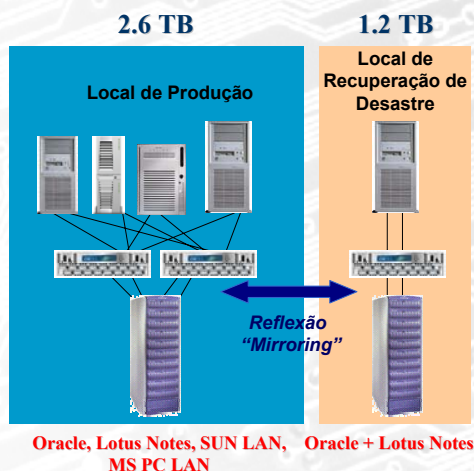 2.6 TB
1.2 TB
Local de Produção
Local de
Recuperação de
Desastre
Reflexão
“Mirroring”
Oracle, Lotus Notes, SUN LAN,
MS PC LAN
Oracle + Lotus Notes